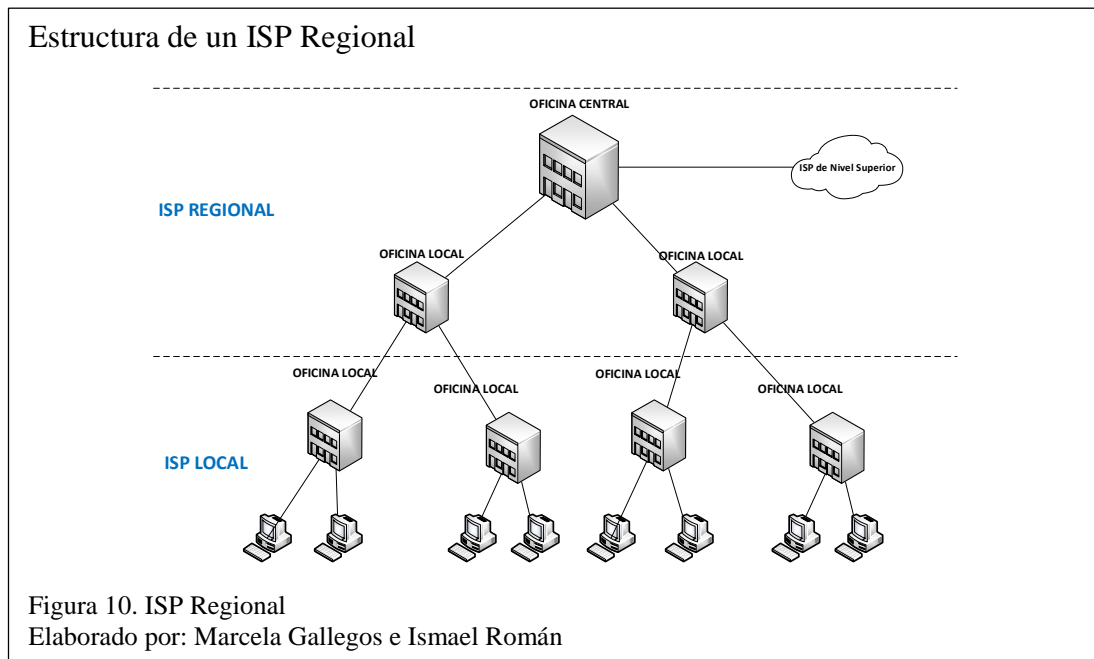 Estructura de un ISP Regional
OFICINA CENTRAL
ISP de Nivel Superior
ISP REGIONAL
OFICINA LOCAL
OFICINA LOCAL
OFICINA LOCAL
OFICINA LOCAL
OFICINA LOCAL
OFICINA LOCAL
ISP LOCAL
Figura 10. ISP Regional
Elaborado por: Marcela Gallegos e Ismael Román